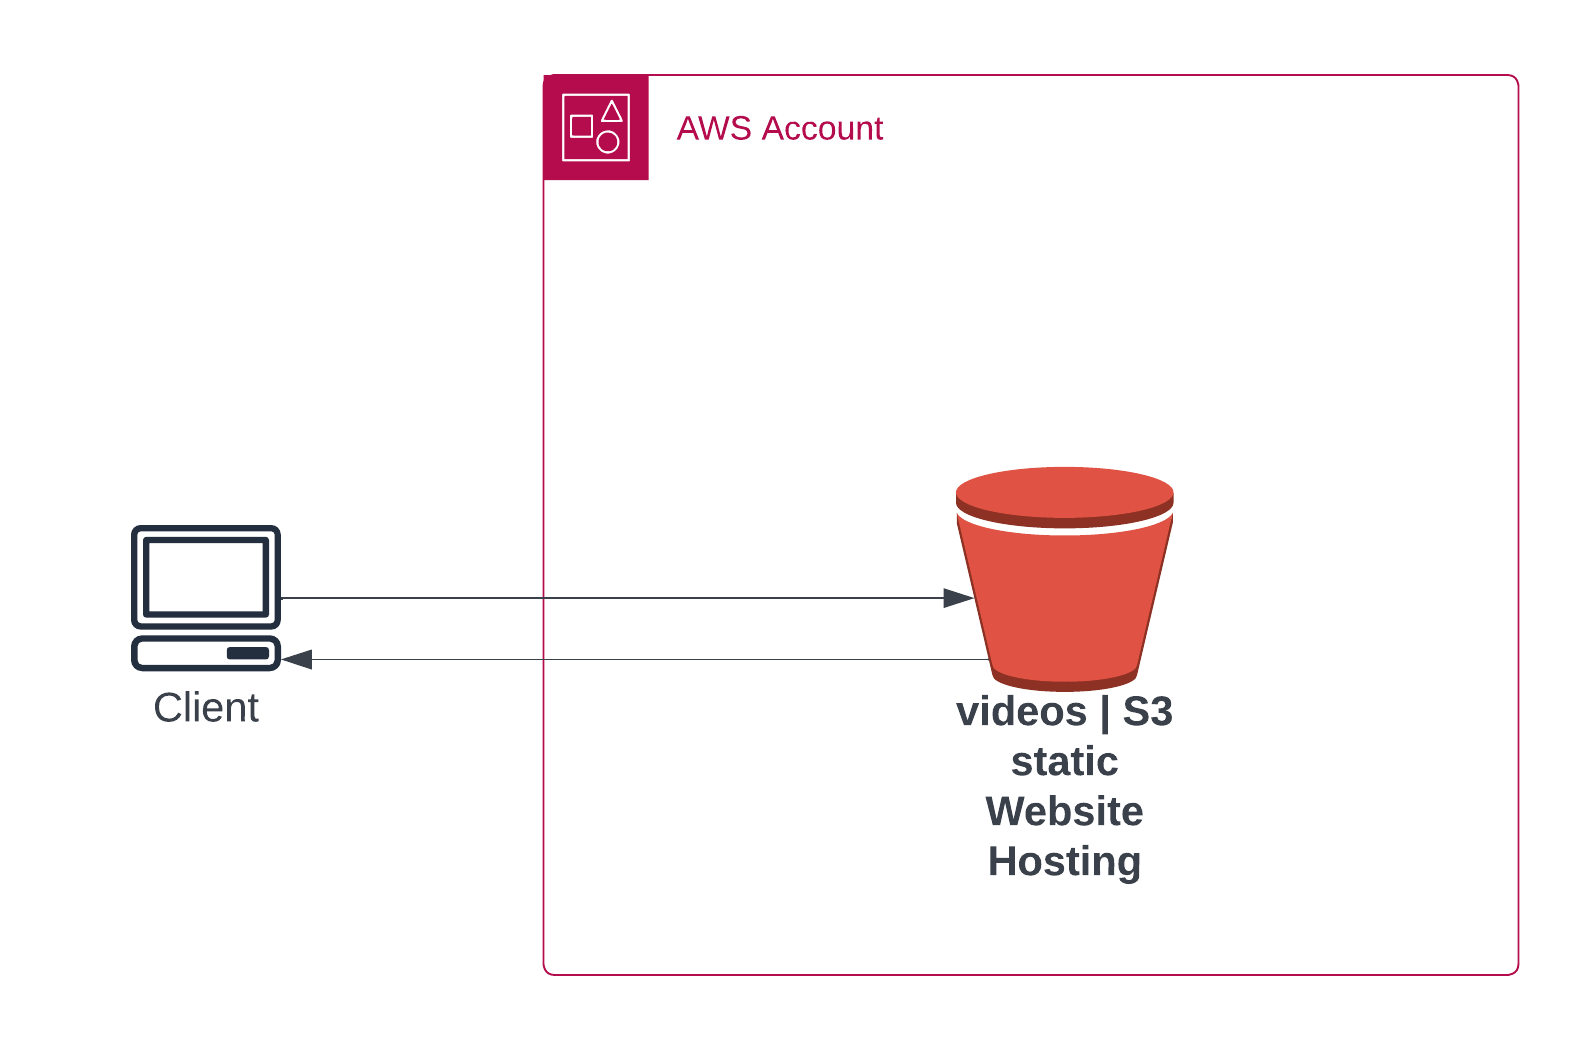 AWS Account
Client
videos | S3
static
Website
Hosting